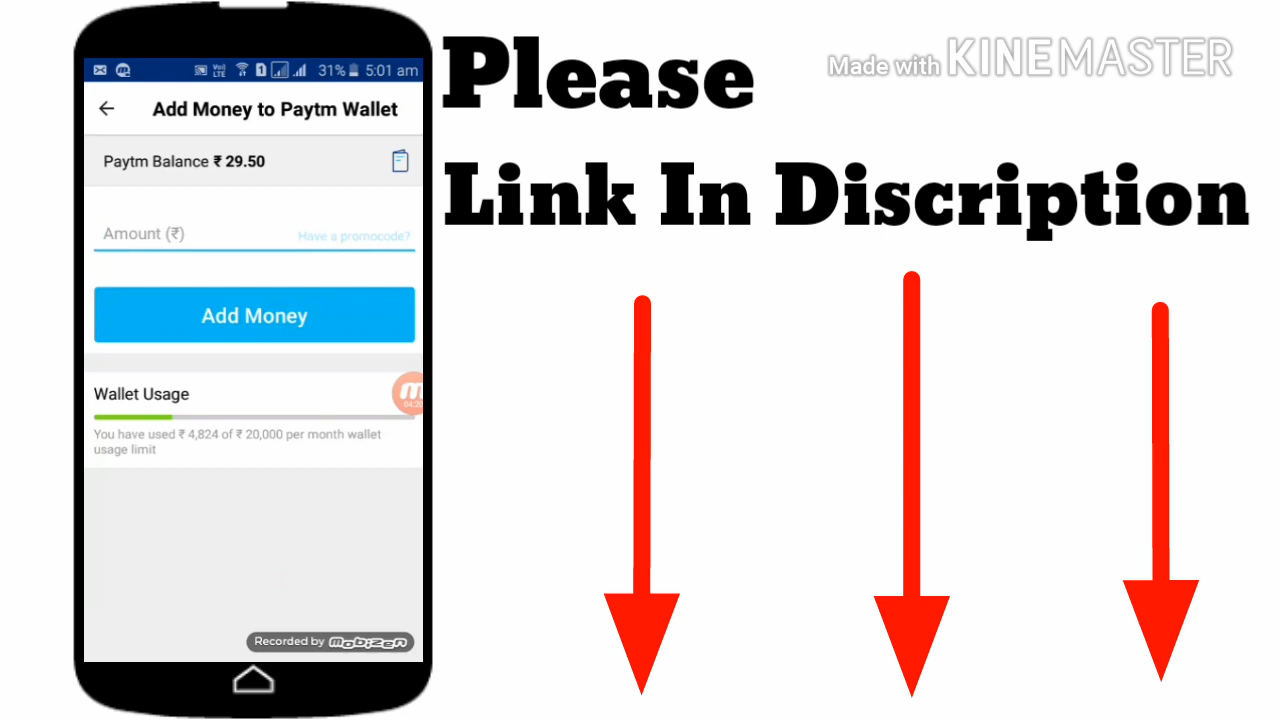 31% 5:01 am
Add Money to Paytm Wallet
Paytm Balance ₹ 29.50
Amount (₹)
Have a promocode?
Add Money
Wallet Usage
04:20
You have used ₹ 4,824 of ₹ 20,000 per month wallet
usage limit
Recorded by mobizen
Please
Link In Discription
Made with KINEMASTER